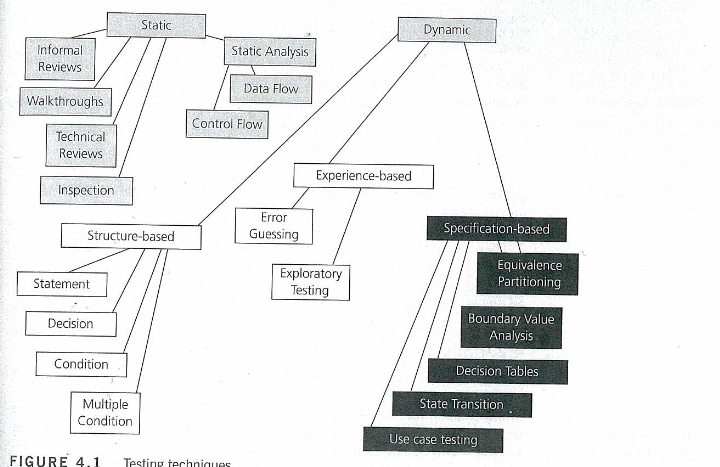 Static
Dynamic
Informal
Reviews
Static Analysis
Data Flow
Walkthroughs
Control Flow
Technical
Reviews
Inspection
Experience-based
Error
Guessing
Structure-based
Specification-based
Exploratory
Testing
Equivalence
Partitioning
Statement
Decision
Boundary Value
Analysis
Condition
Decision Tables
Multiple
Condition
State Transition
Use case testing
FIGURE 4.1 Testing techniques